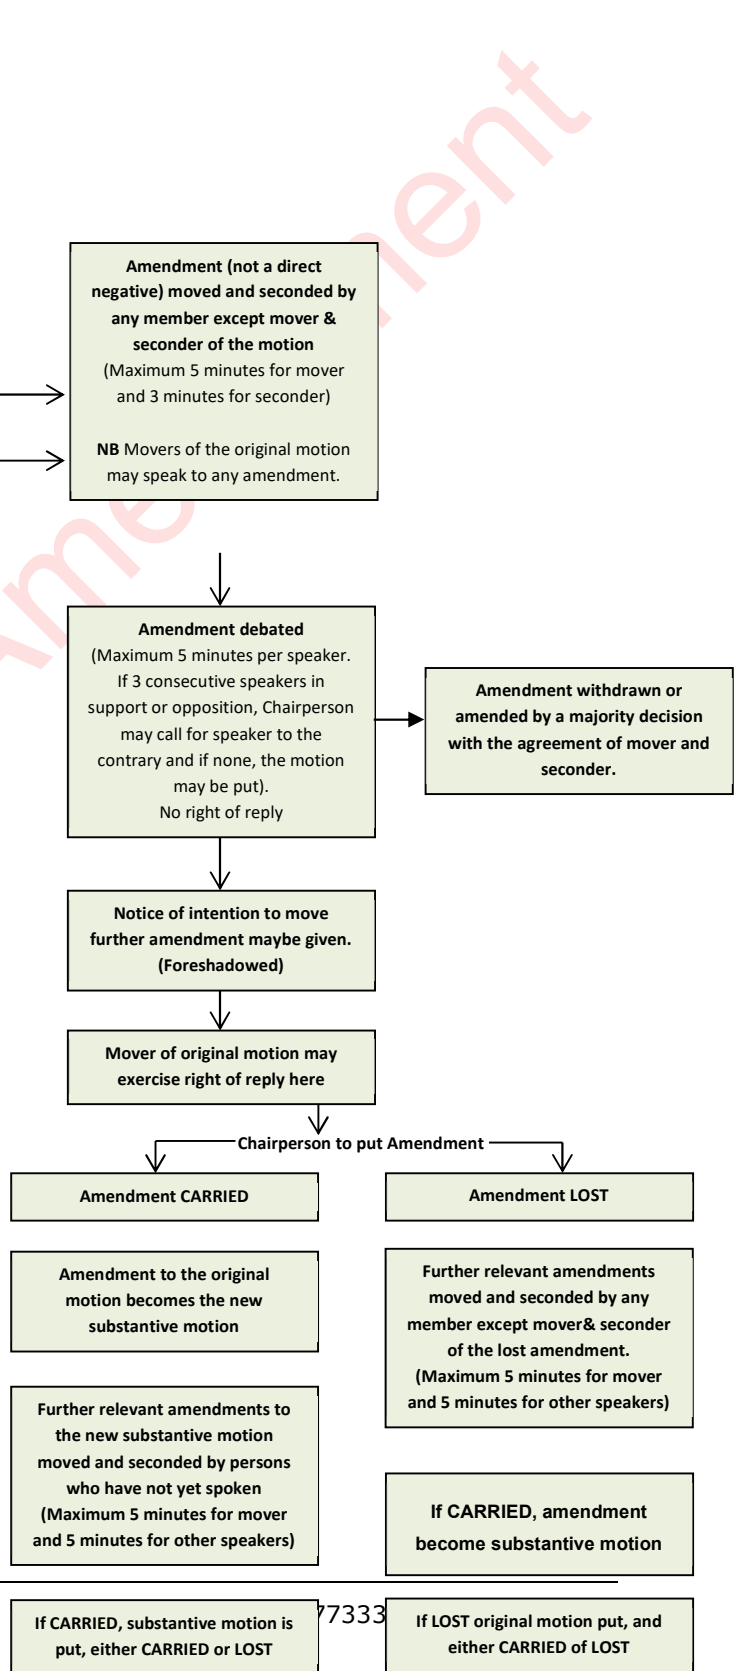 Amendment
Amendment (not a direct
negative) moved and seconded by
any member except mover &
seconder of the motion
(Maximum 5 minutes for mover
and 3 minutes for seconder)
NB Movers of the original motion
may speak to any amendment.
Amendment debated
(Maximum 5 minutes per speaker.
If 3 consecutive speakers in
support or opposition, Chairperson
may call for speaker to the
contrary and if none, the motion
may be put).
No right of reply
Amendment withdrawn or
amended by a majority decision
with the agreement of mover and
seconder.
Notice of intention to move
further amendment maybe given.
(Foreshadowed)
Mover of original motion may
exercise right of reply here
Chairperson to put Amendment
Amendment CARRIED
Amendment LOST
Amendment to the original
motion becomes the new
substantive motion
Further relevant amendments
moved and seconded by any
member except mover& seconder
of the lost amendment.
(Maximum 5 minutes for mover
and 5 minutes for other speakers)
Further relevant amendments to
the new substantive motion
moved and seconded by persons
who have not yet spoken
(Maximum 5 minutes for mover
and 5 minutes for other speakers)
If CARRIED, amendment
become substantive motion
If CARRIED, substantive motion is
put, either CARRIED or LOST
77333
If LOST original motion put, and
either CARRIED of LOST